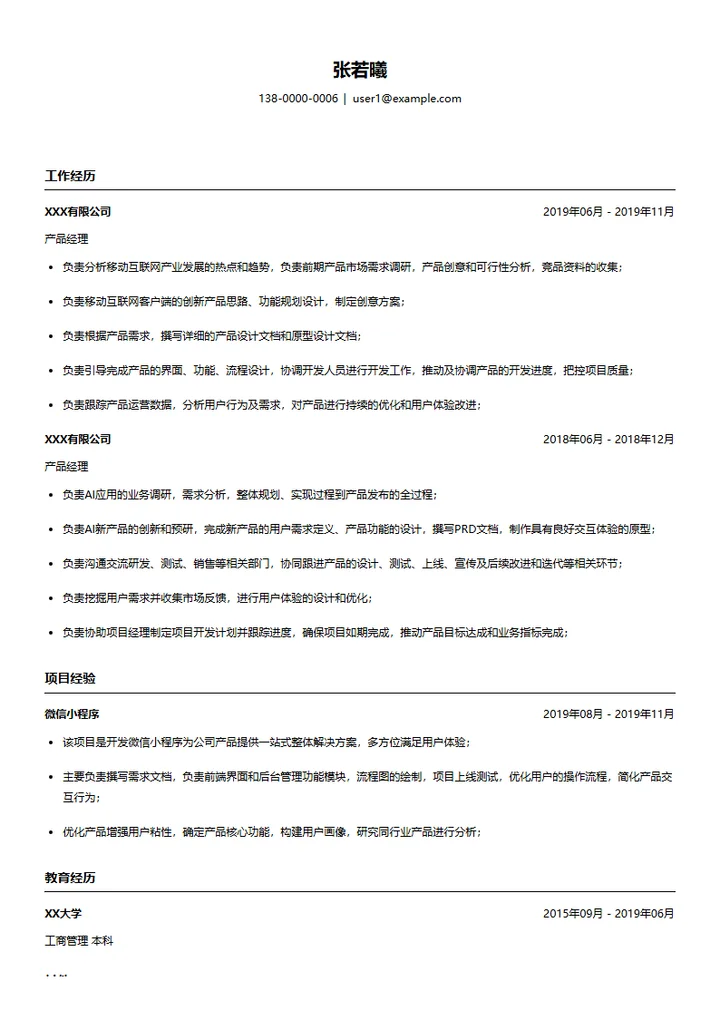 张若曦
138-0000-0006 | user1@example.com
工作经历
XXX有限公司 2019年06月 - 2019年11月
产品经理
• 负责分析移动互联网产业发展的热点和趋势，负责前期产品市场需求调研，产品创意和可行性分析，竞品资料的收集；
• 负责移动互联网客户端的创新产品思路、功能规划设计，制定创意方案；
• 负责根据产品需求，撰写详细的产品设计文档和原型设计文档；
• 负责引导完成产品的界面、功能、流程设计，协调开发人员进行开发工作，推动及协调产品的开发进度，把控项目质量；
• 负责跟踪产品运营数据，分析用户行为及需求，对产品进行持续的优化和用户体验改进；
XXX有限公司 2018年06月 - 2018年12月
产品经理
• 负责AI应用的业务调研，需求分析，整体规划、实现过程到产品发布的全过程；
• 负责AI新产品的创新和预研，完成新产品的用户需求定义、产品功能的设计，撰写PRD文档，制作具有良好交互体验的原型；
• 负责沟通交流研发、测试、销售等相关部门，协同跟进产品的设计、测试、上线、宣传及后续改进和迭代等相关环节；
• 负责挖掘用户需求并收集市场反馈，进行用户体验的设计和优化；
• 负责协助项目经理制定项目开发计划并跟踪进度，确保项目如期完成，推动产品目标达成和业务指标完成；
项目经验
微信小程序 2019年08月 - 2019年11月
• 该项目是开发微信小程序为公司产品提供一站式整体解决方案，多方位满足用户体验；
• 主要负责撰写需求文档，负责前端界面和后台管理功能模块，流程图的绘制，项目上线测试，优化用户的操作流程，简化产品交
互行为；
• 优化产品增强用户粘性，确定产品核心功能，构建用户画像，研究同行业产品进行分析；
教育经历
XX大学 2015年09月 - 2019年06月
工商管理 本科